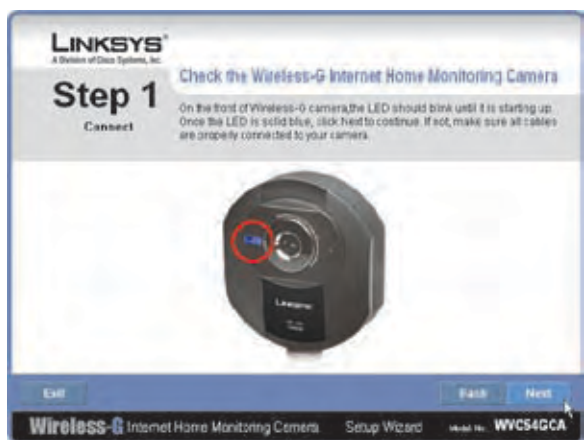 LINKSYS®
A Division of Cisco Systems, Inc.
Step 1
Connect
Check the Wireless-G Internet Home Monitoring Camera
On the front of Wireless-G camera,the LED should blink until it is starting up.
Once the LED is solid blue, click Next to continue. If not, make sure all cables
are properly connected to your camera.
LINKSYS
Exit
Back
Next
Wireless-G Internet Home Monitoring Camera
Setup Wizard
Model No.
WVC54GCA